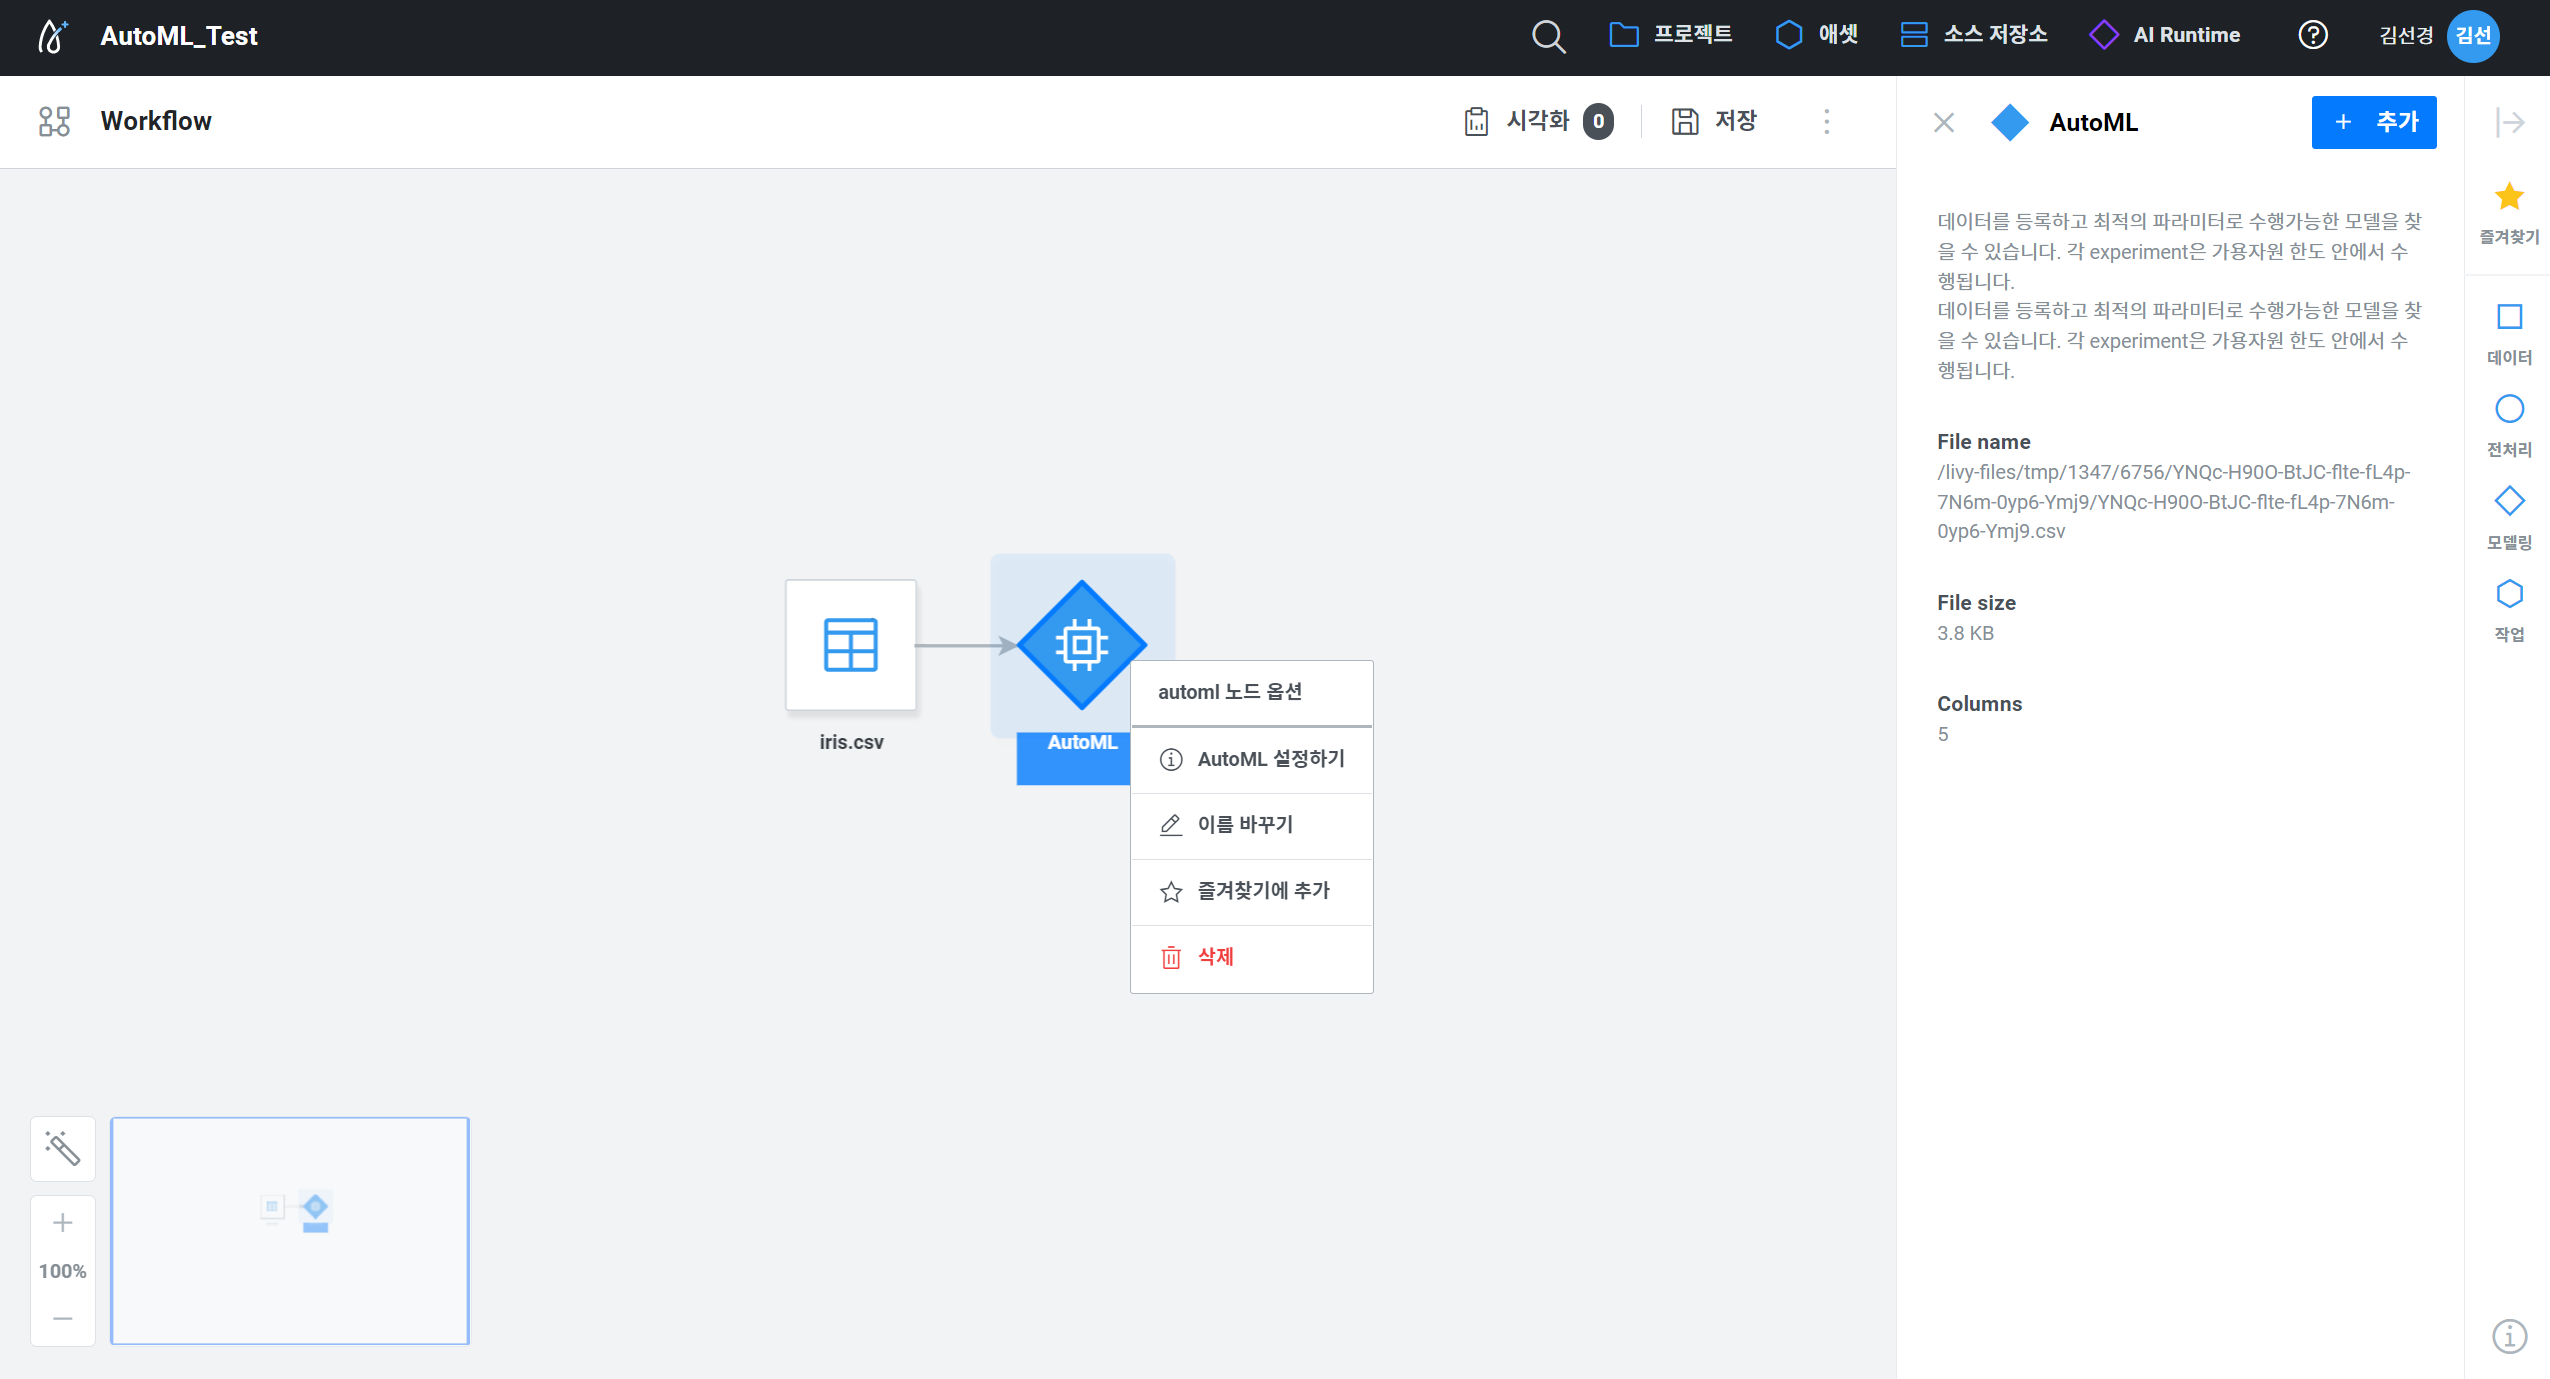 AutoML_Test
프로젝트
애셋
소스 저장소
AI Runtime
김선경
김선
Workflow
시각화 0
저장
AutoML
+ 추가
데이터를 등록하고 최적의 파라미터로 수행가능한 모델을 찾
을 수 있습니다. 각 experiment은 가용자원 한도 안에서 수
행됩니다.
데이터를 등록하고 최적의 파라미터로 수행가능한 모델을 찾
을 수 있습니다. 각 experiment은 가용자원 한도 안에서 수
행됩니다.
File name
/livy-files/tmp/1347/6756/YNQc-H90O-BtJC-flte-fL4p-
7N6m-0yp6-Ymj9/YNQc-H90O-BtJC-flte-fL4p-7N6m-
0yp6-Ymj9.csv
File size
3.8 KB
Columns
5
즐겨찾기
데이터
전처리
모델링
작업
iris.csv
AutoML
automl 노드 옵션
AutoML 설정하기
이름 바꾸기
즐겨찾기에 추가
삭제
100%